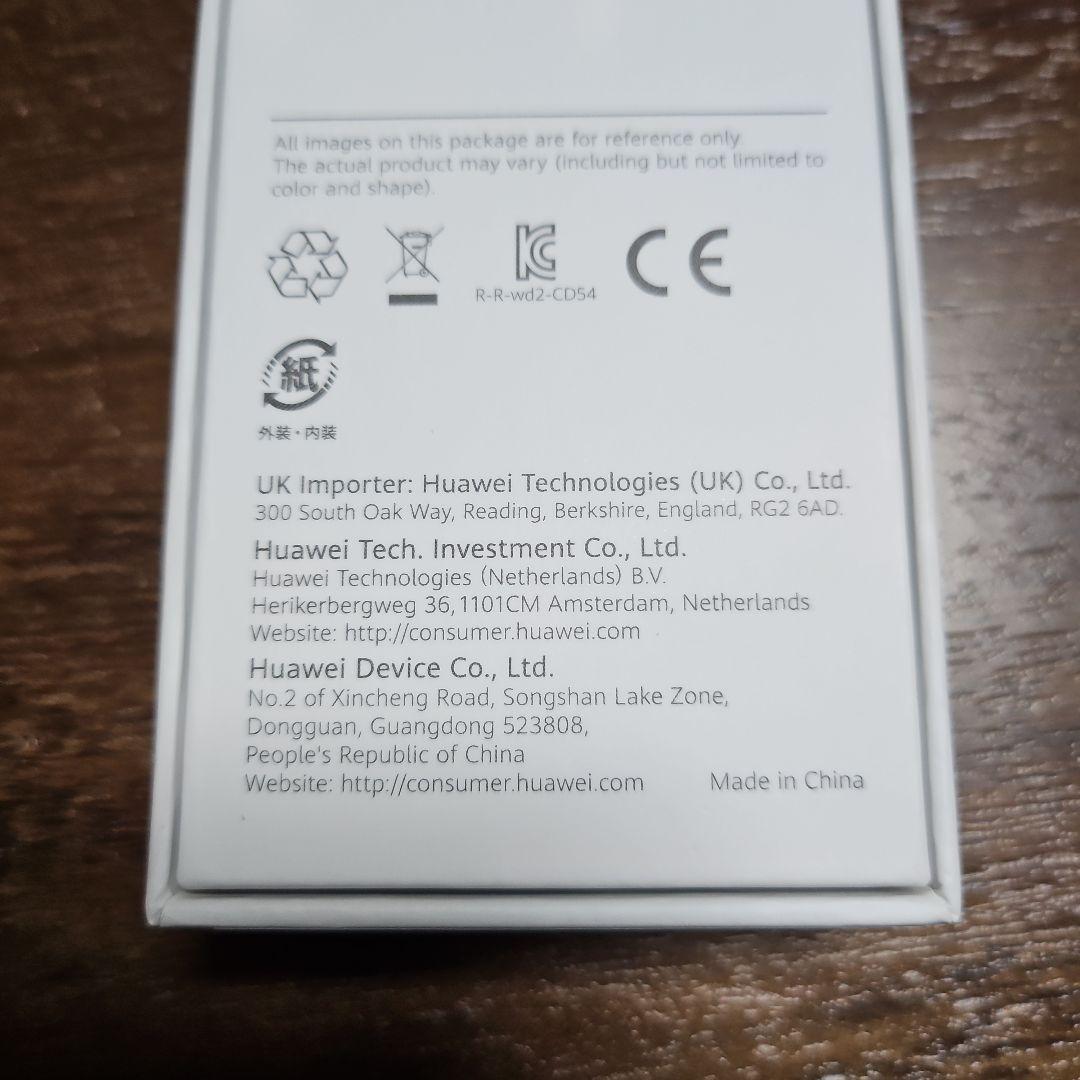 All images on this package are for reference only.
The actual product may vary (including but not limited to
color and shape).
R-R-wd2-CD54
CE
紙
外装・内装
UK Importer: Huawei Technologies (UK) Co., Ltd.
300 South Oak Way, Reading, Berkshire, England, RG2 6AD.
Huawei Tech. Investment Co., Ltd.
Huawei Technologies (Netherlands) B.V.
Herikerbergweg 36,1101CM Amsterdam, Netherlands
Website: http://consumer.huawei.com
Huawei Device Co., Ltd.
No.2 of Xincheng Road, Songshan Lake Zone,
Dongguan, Guangdong 523808,
People's Republic of China
Website: http://consumer.huawei.com Made in China